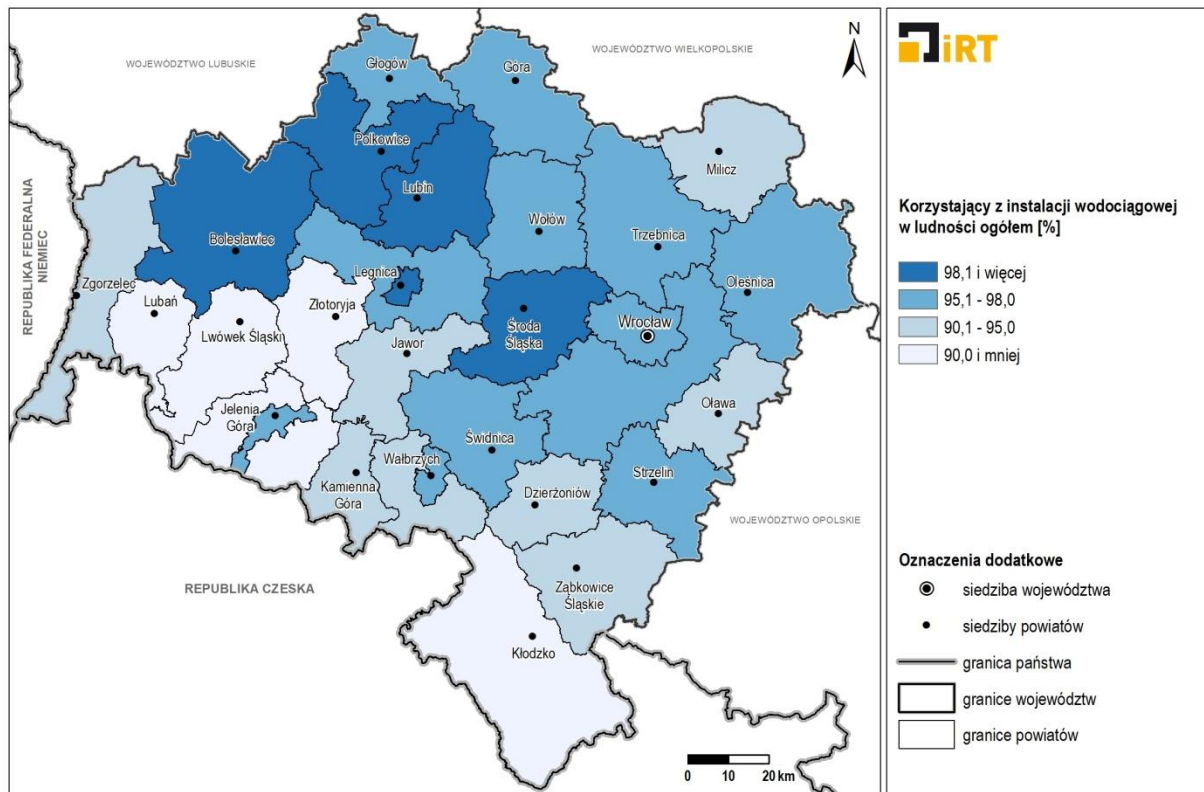 WOJEWÓDZTWO LUBUSKIE
WOJEWÓDZTWO WIELKOPOLSKIE
N
Głogów
Góra
Polkowice
Milicz
Lubin
REPUBLIKA FEDERALNA
NIEMIEC
Wołów
Trzebnica
Bolesławiec
Legnica
Oleśnica
Zgorzelec
Lubań
Złotoryja
Lwówek Śląski
Środa
Śląska
Wrocław
Jawor
Jelenia
Góra
Oława
Świdnica
Wałbrzych
Strzelin
Kamienna
Góra
Dzierżoniów
WOJEWÓDZTWO OPOLSKIE
REPUBLIKA CZESKA
Ząbkowice
Śląskie
Kłodzko
0 10 20 km
iRT
Korzystający z instalacji wodociągowej
w ludności ogółem [%]
98,1 i więcej
95,1 - 98,0
90,1 - 95,0
90,0 i mniej
Oznaczenia dodatkowe
siedziba województwa
siedziby powiatów
granica państwa
granice województw
granice powiatów